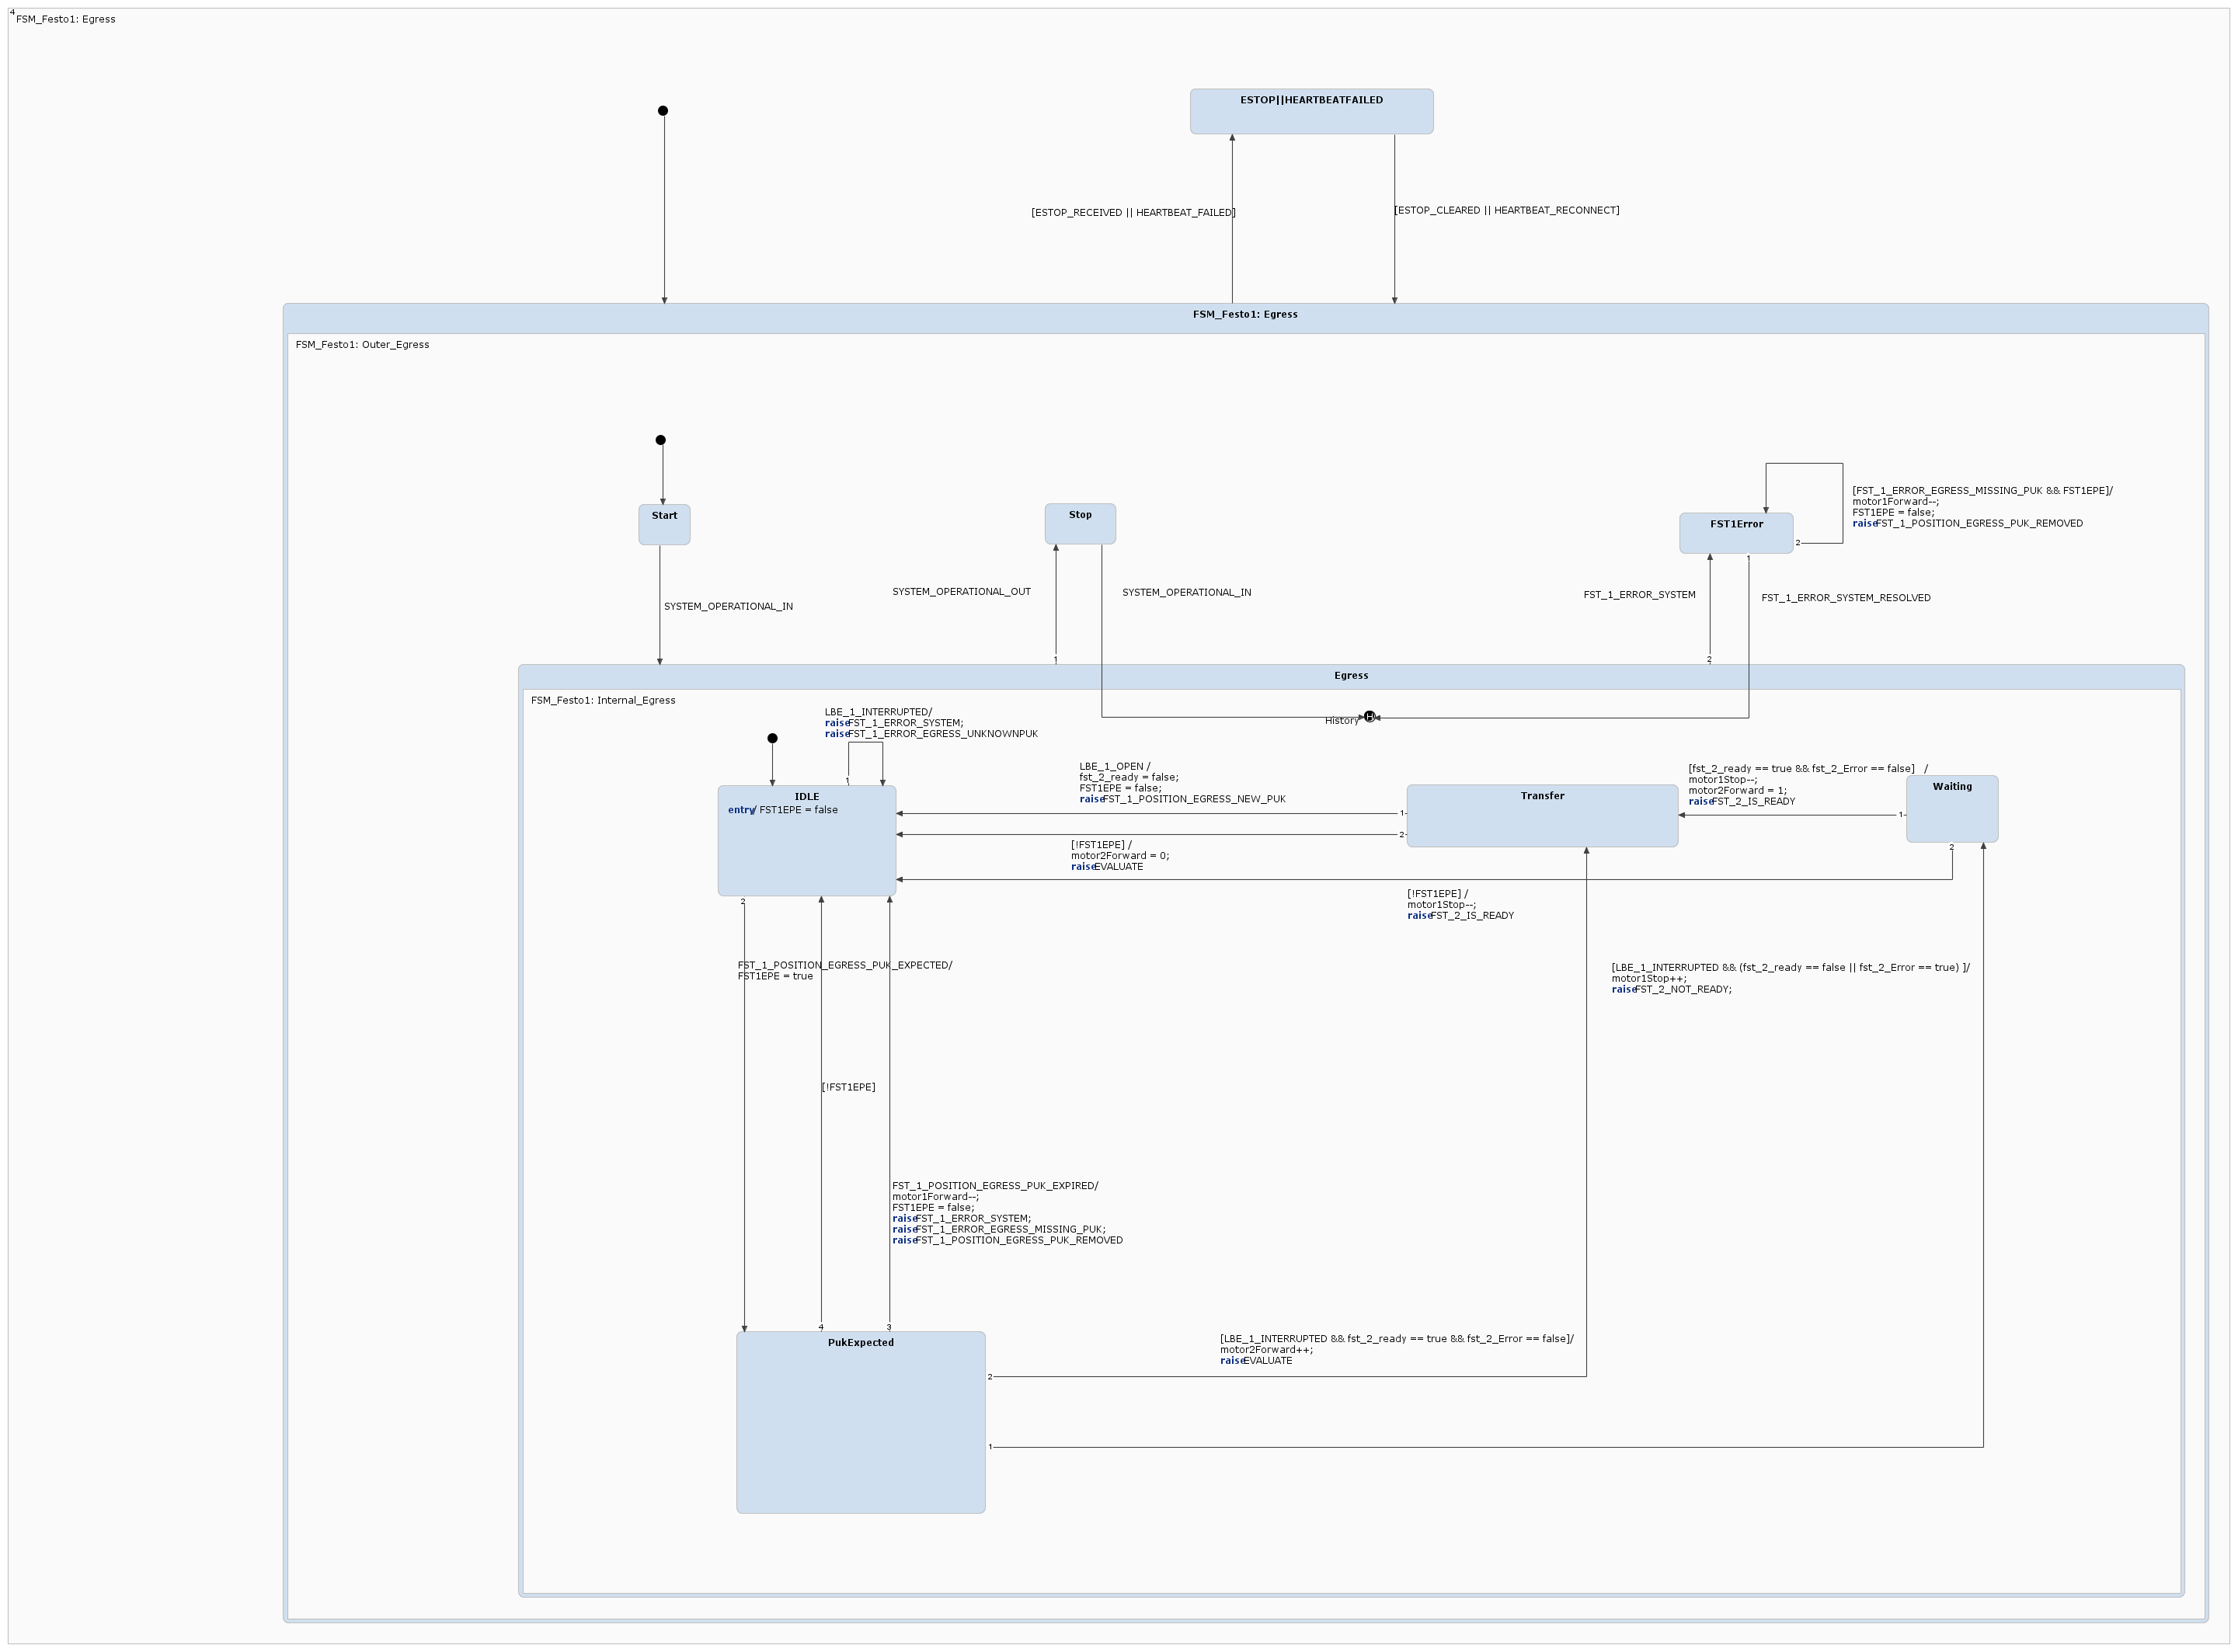 4
FSM_Festo1: Egress
ESTOP||HEARTBEATFAILED
[ESTOP_RECEIVED || HEARTBEAT_FAILED]
[ESTOP_CLEARED || HEARTBEAT_RECONNECT]
FSM_Festo1: Egress
FSM_Festo1: Outer_Egress
Start
Stop
FST1Error
[FST_1_ERROR_EGRESS_MISSING_PUK && FST1EPE]/
motor1Forward--;
FST1EPE = false;
raise FST_1_POSITION_EGRESS_PUK_REMOVED
2
1
SYSTEM_OPERATIONAL_IN
SYSTEM_OPERATIONAL_OUT
SYSTEM_OPERATIONAL_IN
FST_1_ERROR_SYSTEM
FST_1_ERROR_SYSTEM_RESOLVED
1
2
Egress
FSM_Festo1: Internal_Egress
History
H
LBE_1_INTERRUPTED/
raise FST_1_ERROR_SYSTEM;
raise FST_1_ERROR_EGRESS_UNKNOWNPUK
1
IDLE
entry/ FST1EPE = false
LBE_1_OPEN /
fst_2_ready = false;
FST1EPE = false;
raise FST_1_POSITION_EGRESS_NEW_PUK
1
2
[!FST1EPE] /
motor2Forward = 0;
raise EVALUATE
Transfer
[fst_2_ready == true && fst_2_Error == false] /
motor1Stop--;
motor2Forward = 1;
raise FST_2_IS_READY
1
Waiting
2
[!FST1EPE] /
motor1Stop--;
raise FST_2_IS_READY
2
FST_1_POSITION_EGRESS_PUK_EXPECTED/
FST1EPE = true
[LBE_1_INTERRUPTED && (fst_2_ready == false || fst_2_Error == true) ]/
motor1Stop++;
raise FST_2_NOT_READY;
[!FST1EPE]
FST_1_POSITION_EGRESS_PUK_EXPIRED/
motor1Forward--;
FST1EPE = false;
raise FST_1_ERROR_SYSTEM;
raise FST_1_ERROR_EGRESS_MISSING_PUK;
raise FST_1_POSITION_EGRESS_PUK_REMOVED
4
3
PukExpected
[LBE_1_INTERRUPTED && fst_2_ready == true && fst_2_Error == false]/
motor2Forward++;
raise EVALUATE
2
1